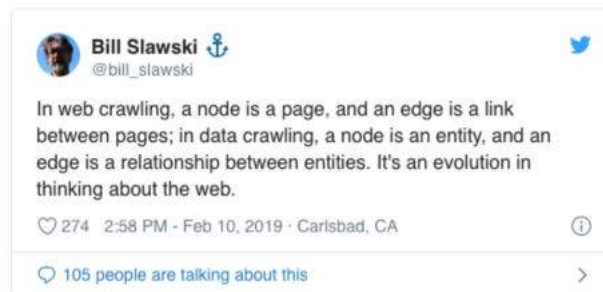 Bill Slawski
@bill_slawski
In web crawling, a node is a page, and an edge is a link
between pages; in data crawling, a node is an entity, and an
edge is a relationship between entities. It's an evolution in
thinking about the web.
274 2:58 PM - Feb 10, 2019 · Carlsbad, CA
105 people are talking about this